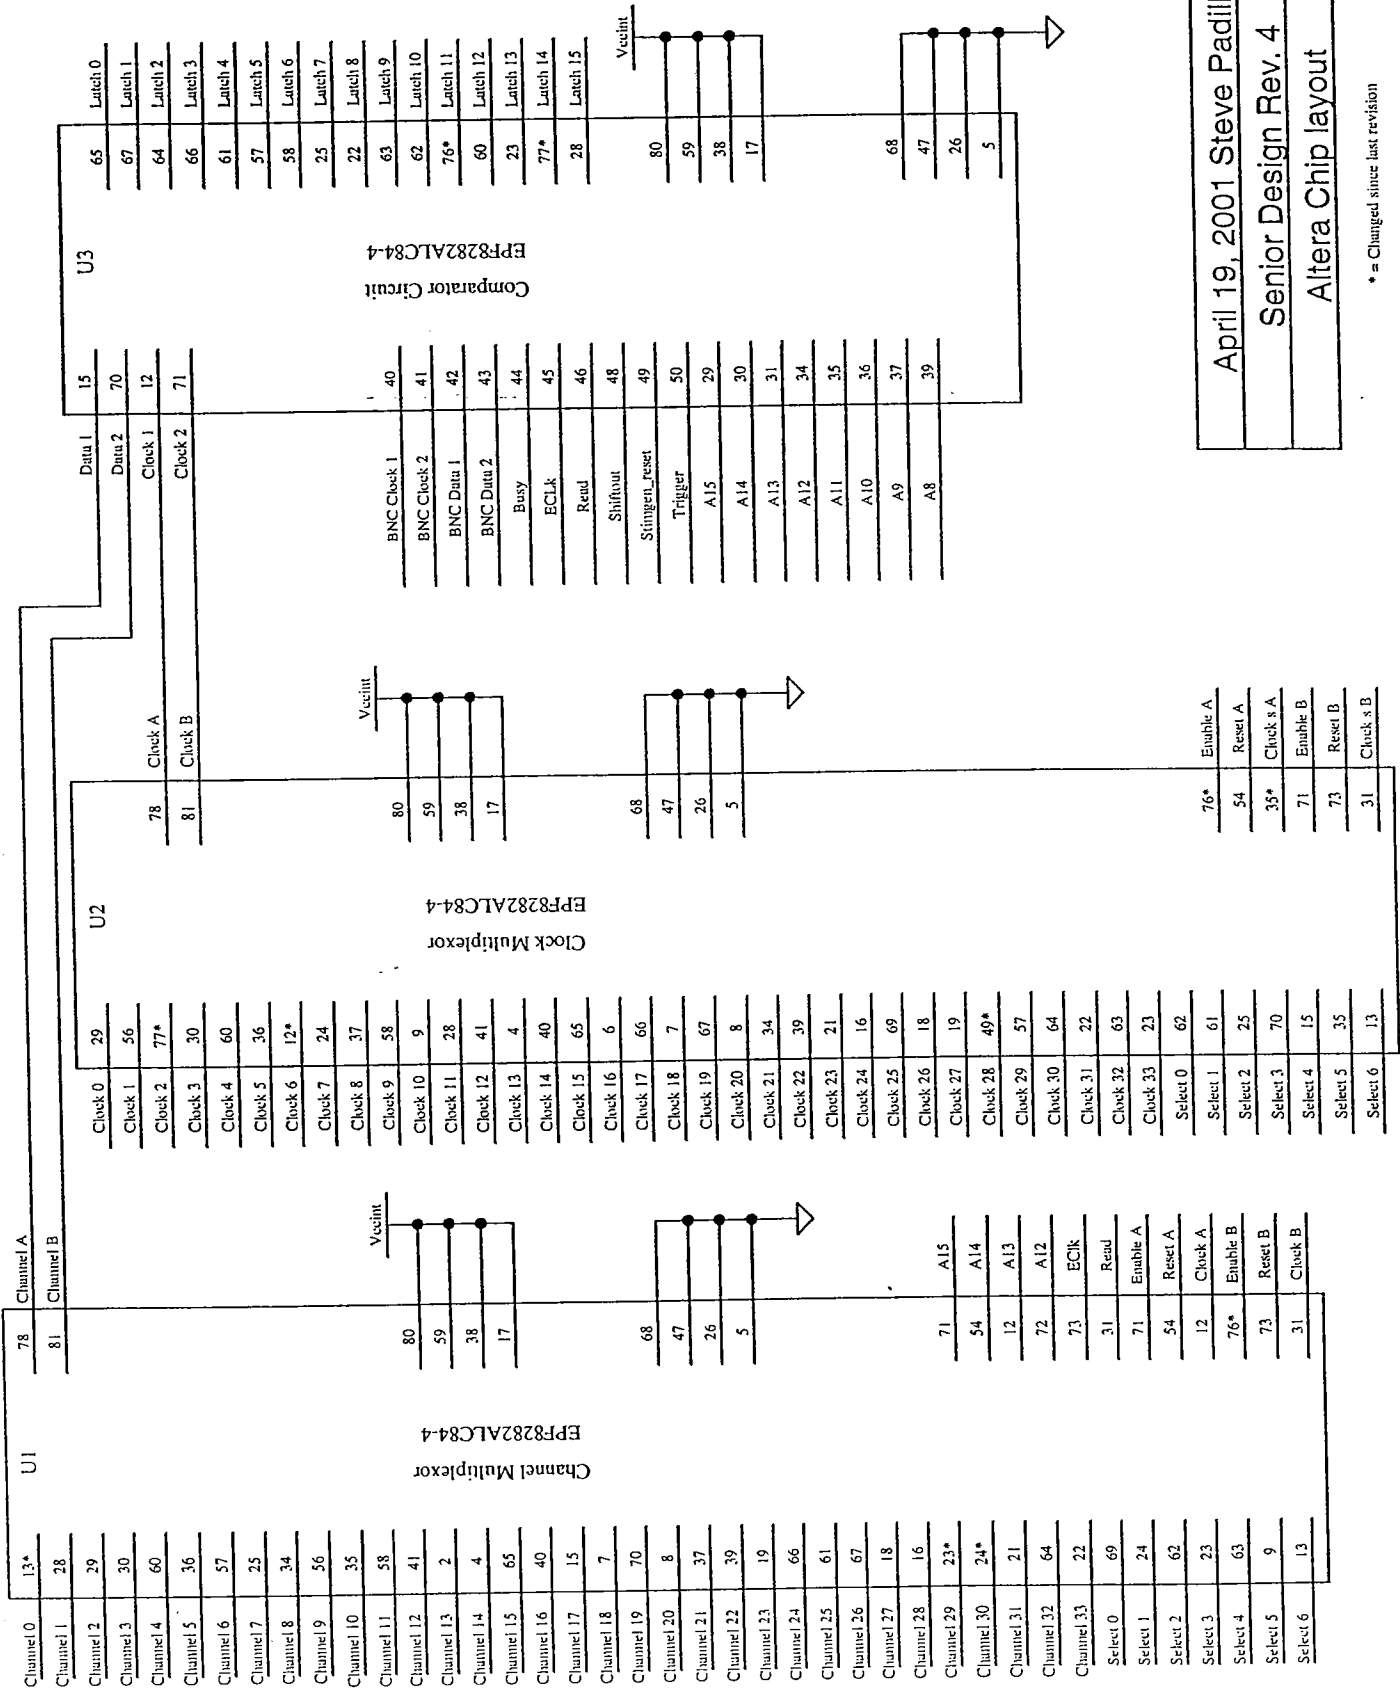 U1
Channel Multiplexor
EPF8282ALC84-4
Channel 0 13*
Channel 1 28
Channel 2 29
Channel 3 30
Channel 4 60
Channel 5 36
Channel 6 57
Channel 7 25
Channel 8 34
Channel 9 56
Channel 10 35
Channel 11 58
Channel 12 41
Channel 13 2
Channel 14 4
Channel 15 65
Channel 16 40
Channel 17 15
Channel 18 7
Channel 19 70
Channel 20 8
Channel 21 37
Channel 22 39
Channel 23 19
Channel 24 66
Channel 25 61
Channel 26 67
Channel 27 18
Channel 28 16
Channel 29 23*
Channel 30 24*
Channel 31 21
Channel 32 64
Channel 33 22
Select 0 69
Select 1 24
Select 2 62
Select 3 23
Select 4 63
Select 5 9
Select 6 13
78 Channel A
81 Channel B
Vccint
80
59
38
17
68
47
26
5
71 A15
54 A14
12 A13
72 A12
73 EClk
31 Read
71 Enable A
54 Reset A
12 Clock A
76* Enable B
73 Reset B
31 Clock B
U2
Clock Multiplexor
EPF8282ALC84-4
Clock 0 29
Clock 1 56
Clock 2 77*
Clock 3 30
Clock 4 60
Clock 5 36
Clock 6 12*
Clock 7 24
Clock 8 37
Clock 9 58
Clock 10 9
Clock 11 28
Clock 12 41
Clock 13 4
Clock 14 40
Clock 15 65
Clock 16 6
Clock 17 66
Clock 18 7
Clock 19 67
Clock 20 8
Clock 21 34
Clock 22 39
Clock 23 21
Clock 24 16
Clock 25 69
Clock 26 18
Clock 27 19
Clock 28 49*
Clock 29 57
Clock 30 64
Clock 31 22
Clock 32 63
Clock 33 23
Select 0 62
Select 1 61
Select 2 25
Select 3 70
Select 4 15
Select 5 35
Select 6 13
78 Clock A
81 Clock B
Vccint
80
59
38
17
68
47
26
5
76* Enable A
54 Reset A
35* Clock s A
71 Enable B
73 Reset B
31 Clock s B
U3
Comparator Circuit
EPF8282ALC84-4
Data 1 15
Data 2 70
Clock 1 12
Clock 2 71
BNC Clock 1 40
BNC Clock 2 41
BNC Data 1 42
BNC Data 2 43
Busy 44
ECLk 45
Read 46
Shiftout 48
Stimgen_reset 49
Trigger 50
A15 29
A14 30
A13 31
A12 34
A11 35
A10 36
A9 37
A8 39
65 Latch 0
67 Latch 1
64 Latch 2
66 Latch 3
61 Latch 4
57 Latch 5
58 Latch 6
25 Latch 7
22 Latch 8
63 Latch 9
62 Latch 10
76* Latch 11
60 Latch 12
23 Latch 13
77* Latch 14
28 Latch 15
Vccint
80
59
38
17
68
47
26
5
April 19, 2001 Steve Padill
Senior Design Rev. 4
Altera Chip layout
* = Changed since last revision